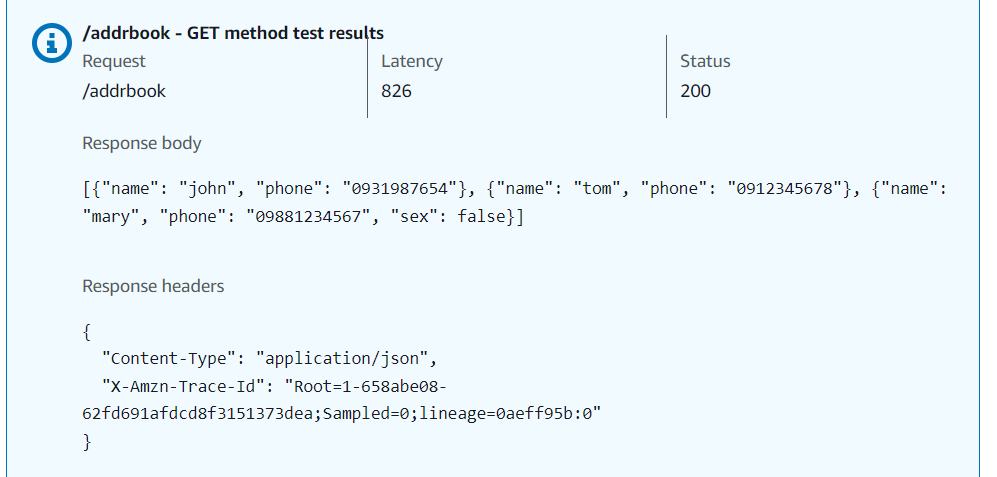 /addrbook - GET method test results
Request
Latency
Status
/addrbook
826
200
Response body
[{"name": "john", "phone": "0931987654"}, {"name": "tom", "phone": "0912345678"}, {"name":
"mary", "phone": "09881234567", "sex": false}]
Response headers
{
  "Content-Type": "application/json",
  "X-Amzn-Trace-Id": "Root=1-658abe08-
62fd691afdcd8f3151373dea;Sampled=0;lineage=0aeff95b:0"
}